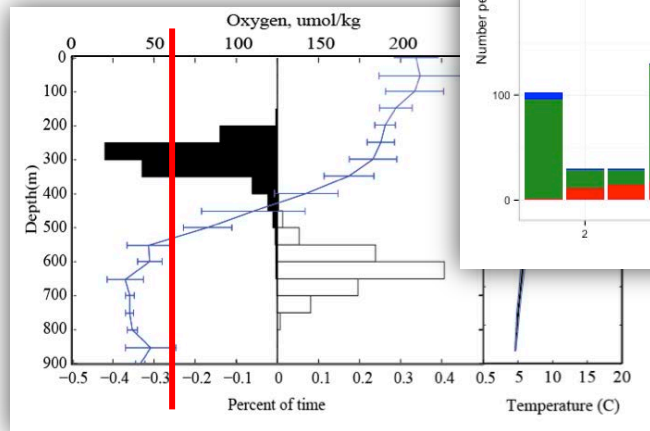 Oxygen, umol/kg
0 50 100 150 200
Number pe
100
0
2
Depth(m)
0
100
200
300
400
500
600
700
800
900
−0.5 −0.4 −0.3 −0.2 −0.1 0 0.1 0.2 0.3 0.4 0.5 10 15 20
Percent of time
Temperature (C)